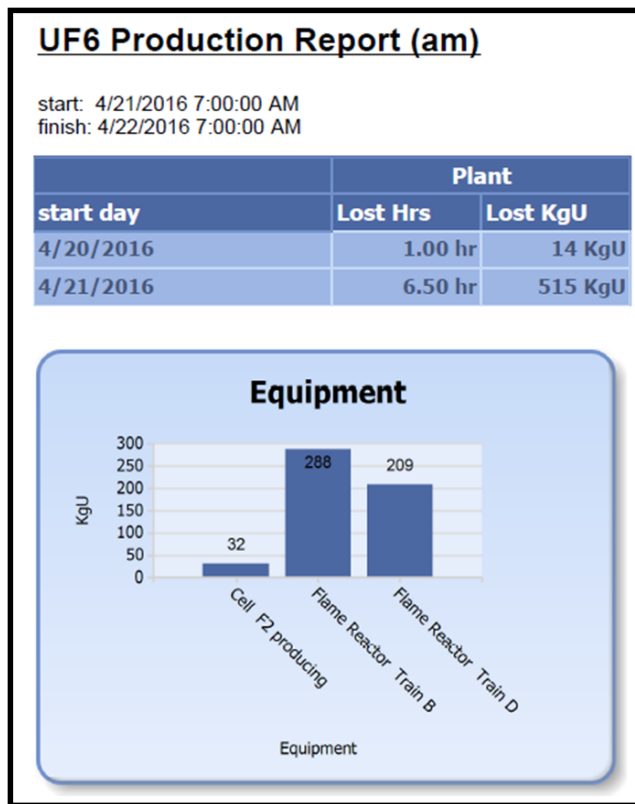 UF6 Production Report (am)
start: 4/21/2016 7:00:00 AM
finish: 4/22/2016 7:00:00 AM
Plant
start day Lost Hrs Lost KgU
4/20/2016 1.00 hr 14 KgU
4/21/2016 6.50 hr 515 KgU
Equipment
300
250
200
150
100
50
0
KgU
32
288
209
Cell F2 producing
Flame Reactor Train B
Flame Reactor Train D
Equipment